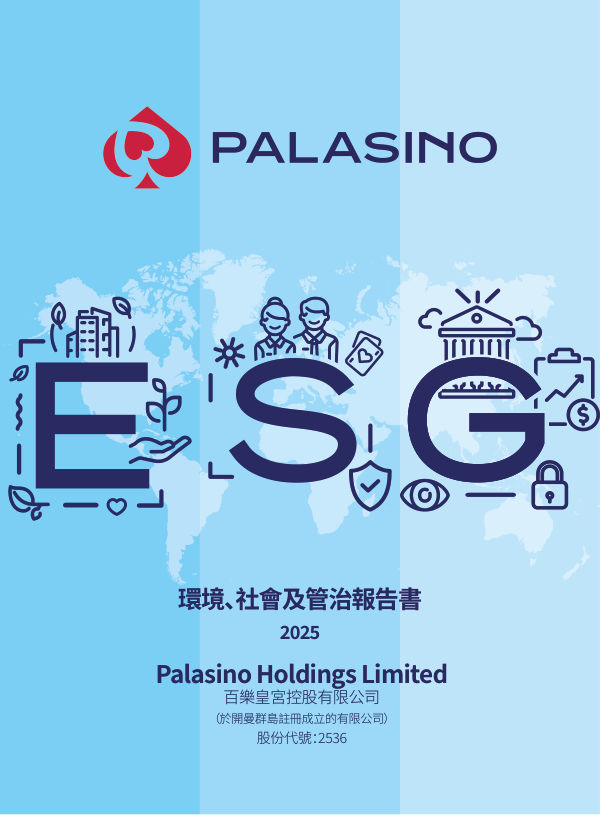 PALASINO
ESG
環境、社會及管治報告書
2025
Palasino Holdings Limited
百樂皇宮控股有限公司
（於開曼群島註冊成立的有限公司）
股份代號：2536